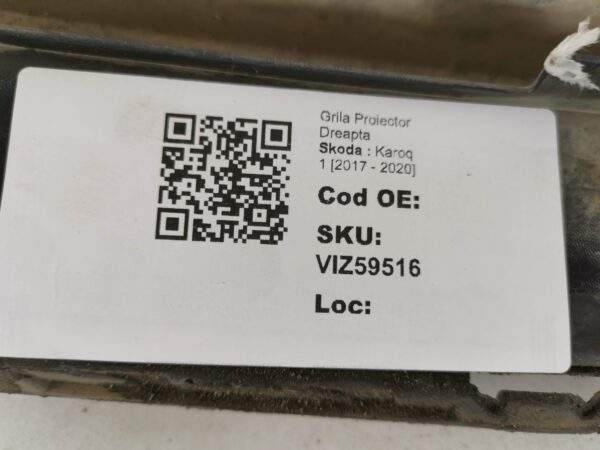 Grila Proiector
Dreapta
Skoda : Karoq
1 [2017 - 2020]
Cod OE:
SKU:
VIZ59516
Loc: